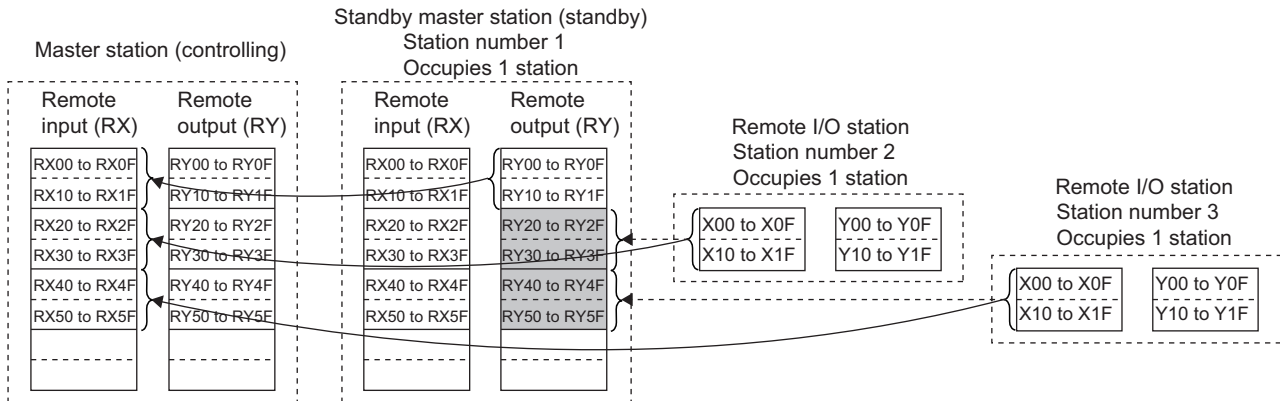 Standby master station (standby)
Station number 1
Occupies 1 station
Master station (controlling)
Remote input (RX)
Remote output (RY)
RX00 to RX0F
RX10 to RX1F
RX20 to RX2F
RX30 to RX3F
RX40 to RX4F
RX50 to RX5F
RY00 to RY0F
RY10 to RY1F
RY20 to RY2F
RY30 to RY3F
RY40 to RY4F
RY50 to RY5F
Remote input (RX)
Remote output (RY)
RX00 to RX0F
RX10 to RX1F
RX20 to RX2F
RX30 to RX3F
RX40 to RX4F
RX50 to RX5F
RY00 to RY0F
RY10 to RY1F
RY20 to RY2F
RY30 to RY3F
RY40 to RY4F
RY50 to RY5F
Remote I/O station
Station number 2
Occupies 1 station
X00 to X0F
X10 to X1F
Y00 to Y0F
Y10 to Y1F
Remote I/O station
Station number 3
Occupies 1 station
X00 to X0F
X10 to X1F
Y00 to Y0F
Y10 to Y1F